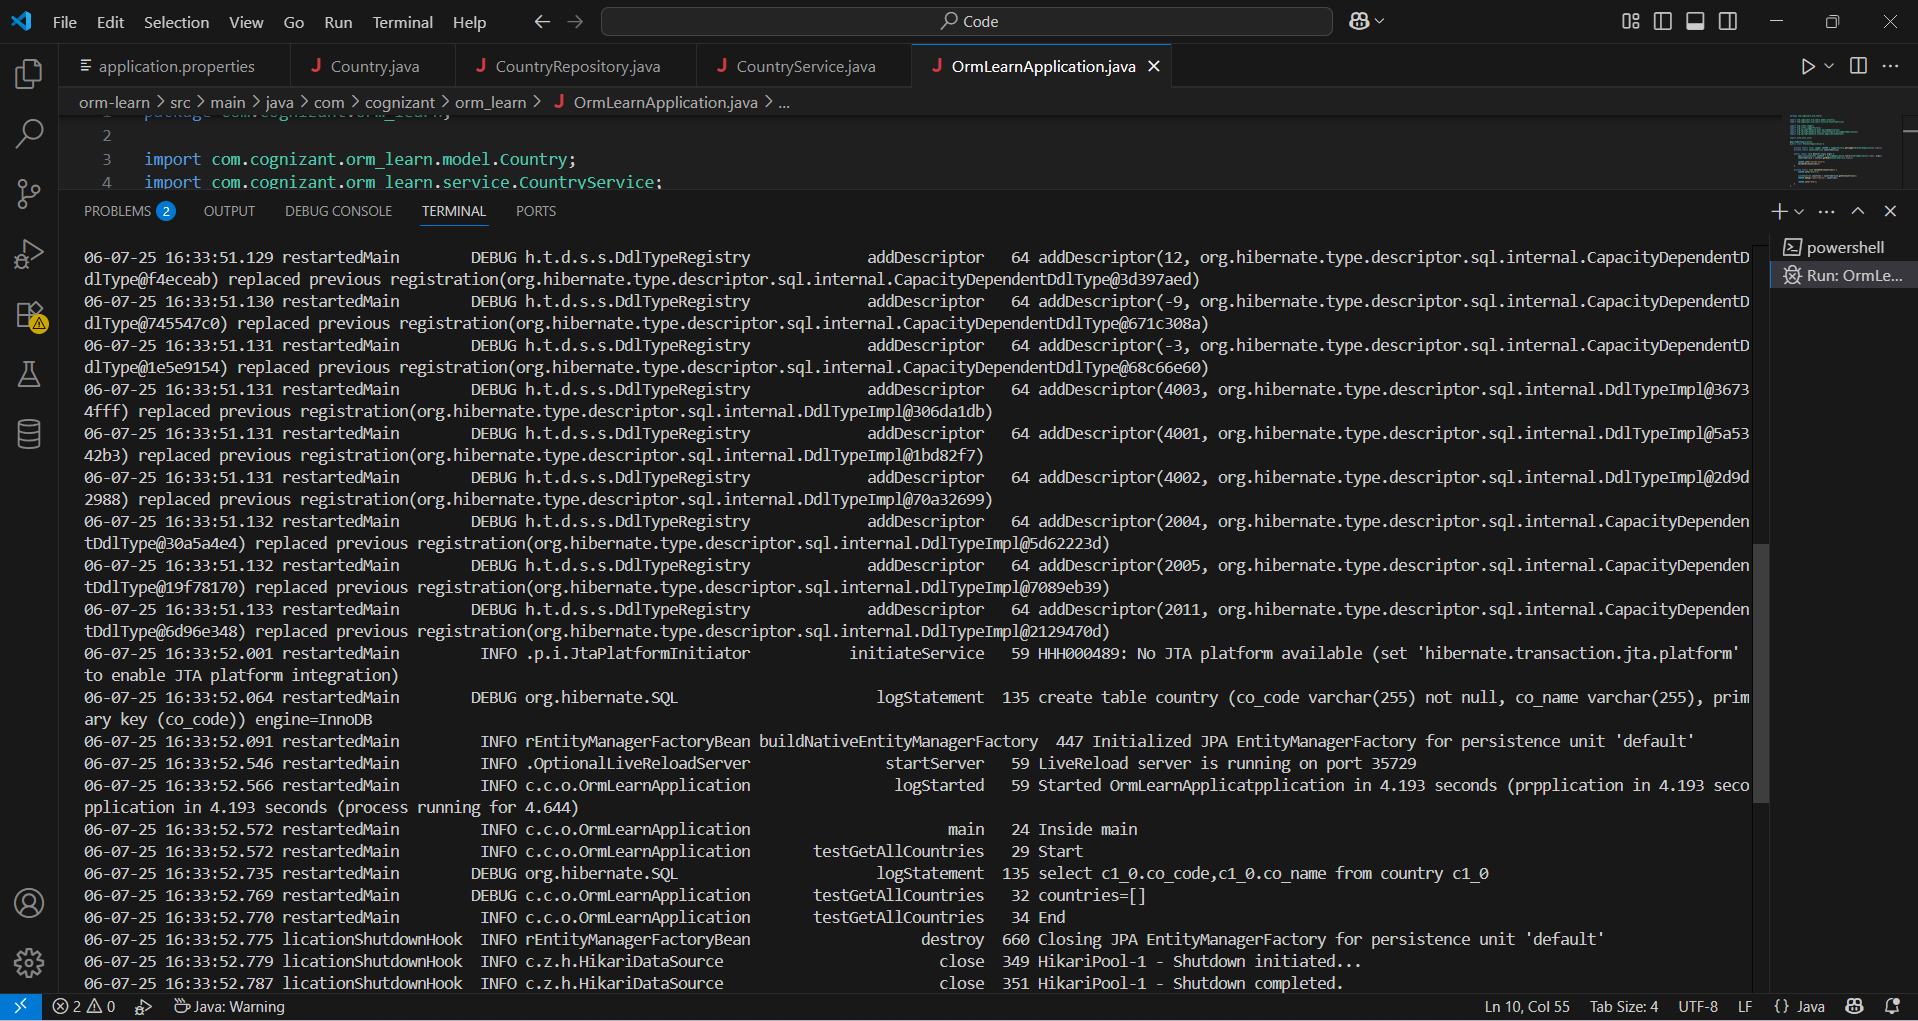 File Edit Selection View Go Run Terminal Help Code
application.properties Country.java CountryRepository.java CountryService.java OrmLearnApplication.java
orm-learn > src > main > java > com > cognizant > orm_learn > OrmLearnApplication.java > ...
1 package com.cognizant.orm_learn;
2
3 import com.cognizant.orm_learn.model.Country;
4 import com.cognizant.orm_learn.service.CountryService;
PROBLEMS 2 OUTPUT DEBUG CONSOLE TERMINAL PORTS
powershell
Run: OrmLe...
06-07-25 16:33:51.129 restartedMain DEBUG h.t.d.s.s.DdlTypeRegistry addDescriptor 64 addDescriptor(12, org.hibernate.type.descriptor.sql.internal.CapacityDependentD
dlType@f4eceab) replaced previous registration(org.hibernate.type.descriptor.sql.internal.CapacityDependentDdlType@3d397aed)
06-07-25 16:33:51.130 restartedMain DEBUG h.t.d.s.s.DdlTypeRegistry addDescriptor 64 addDescriptor(-9, org.hibernate.type.descriptor.sql.internal.CapacityDependentD
dlType@745547c0) replaced previous registration(org.hibernate.type.descriptor.sql.internal.CapacityDependentDdlType@671c308a)
06-07-25 16:33:51.131 restartedMain DEBUG h.t.d.s.s.DdlTypeRegistry addDescriptor 64 addDescriptor(-3, org.hibernate.type.descriptor.sql.internal.CapacityDependentD
dlType@1e5e9154) replaced previous registration(org.hibernate.type.descriptor.sql.internal.CapacityDependentDdlType@68c66e60)
06-07-25 16:33:51.131 restartedMain DEBUG h.t.d.s.s.DdlTypeRegistry addDescriptor 64 addDescriptor(4003, org.hibernate.type.descriptor.sql.internal.DdlTypeImpl@3673
4fff) replaced previous registration(org.hibernate.type.descriptor.sql.internal.DdlTypeImpl@306da1db)
06-07-25 16:33:51.131 restartedMain DEBUG h.t.d.s.s.DdlTypeRegistry addDescriptor 64 addDescriptor(4001, org.hibernate.type.descriptor.sql.internal.DdlTypeImpl@5a53
42b3) replaced previous registration(org.hibernate.type.descriptor.sql.internal.DdlTypeImpl@1bd82f7)
06-07-25 16:33:51.131 restartedMain DEBUG h.t.d.s.s.DdlTypeRegistry addDescriptor 64 addDescriptor(4002, org.hibernate.type.descriptor.sql.internal.DdlTypeImpl@2d9d
2988) replaced previous registration(org.hibernate.type.descriptor.sql.internal.DdlTypeImpl@70a32699)
06-07-25 16:33:51.132 restartedMain DEBUG h.t.d.s.s.DdlTypeRegistry addDescriptor 64 addDescriptor(2004, org.hibernate.type.descriptor.sql.internal.CapacityDependen
tDdlType@30a5a4e4) replaced previous registration(org.hibernate.type.descriptor.sql.internal.DdlTypeImpl@5d62223d)
06-07-25 16:33:51.132 restartedMain DEBUG h.t.d.s.s.DdlTypeRegistry addDescriptor 64 addDescriptor(2005, org.hibernate.type.descriptor.sql.internal.CapacityDependen
tDdlType@19f78170) replaced previous registration(org.hibernate.type.descriptor.sql.internal.DdlTypeImpl@7089eb39)
06-07-25 16:33:51.133 restartedMain DEBUG h.t.d.s.s.DdlTypeRegistry addDescriptor 64 addDescriptor(2011, org.hibernate.type.descriptor.sql.internal.CapacityDependen
tDdlType@6d96e348) replaced previous registration(org.hibernate.type.descriptor.sql.internal.DdlTypeImpl@2129470d)
06-07-25 16:33:52.001 restartedMain INFO .p.i.JtaPlatformInitiator initiateService 59 HHH000489: No JTA platform available (set 'hibernate.transaction.jta.platform'
to enable JTA platform integration)
06-07-25 16:33:52.064 restartedMain DEBUG org.hibernate.SQL logStatement 135 create table country (co_code varchar(255) not null, co_name varchar(255), prim
ary key (co_code)) engine=InnoDB
06-07-25 16:33:52.091 restartedMain INFO rEntityManagerFactoryBean buildNativeEntityManagerFactory 447 Initialized JPA EntityManagerFactory for persistence unit 'default'
06-07-25 16:33:52.546 restartedMain INFO .OptionalLiveReloadServer startServer 59 LiveReload server is running on port 35729
06-07-25 16:33:52.566 restartedMain INFO c.c.o.OrmLearnApplication logStarted 59 Started OrmLearnApplicatpplication in 4.193 seconds (prpplication in 4.193 seco
pplication in 4.193 seconds (process running for 4.644)
06-07-25 16:33:52.572 restartedMain INFO c.c.o.OrmLearnApplication main 24 Inside main
06-07-25 16:33:52.572 restartedMain INFO c.c.o.OrmLearnApplication testGetAllCountries 29 Start
06-07-25 16:33:52.735 restartedMain DEBUG org.hibernate.SQL logStatement 135 select c1_0.co_code,c1_0.co_name from country c1_0
06-07-25 16:33:52.769 restartedMain DEBUG c.c.o.OrmLearnApplication testGetAllCountries 32 countries=[]
06-07-25 16:33:52.770 restartedMain INFO c.c.o.OrmLearnApplication testGetAllCountries 34 End
06-07-25 16:33:52.775 licationShutdownHook INFO rEntityManagerFactoryBean destroy 660 Closing JPA EntityManagerFactory for persistence unit 'default'
06-07-25 16:33:52.779 licationShutdownHook INFO c.z.h.HikariDataSource close 349 HikariPool-1 - Shutdown initiated...
06-07-25 16:33:52.787 licationShutdownHook INFO c.z.h.HikariDataSource close 351 HikariPool-1 - Shutdown completed.
2 0 Java: Warning Ln 10, Col 55 Tab Size: 4 UTF-8 LF {} Java